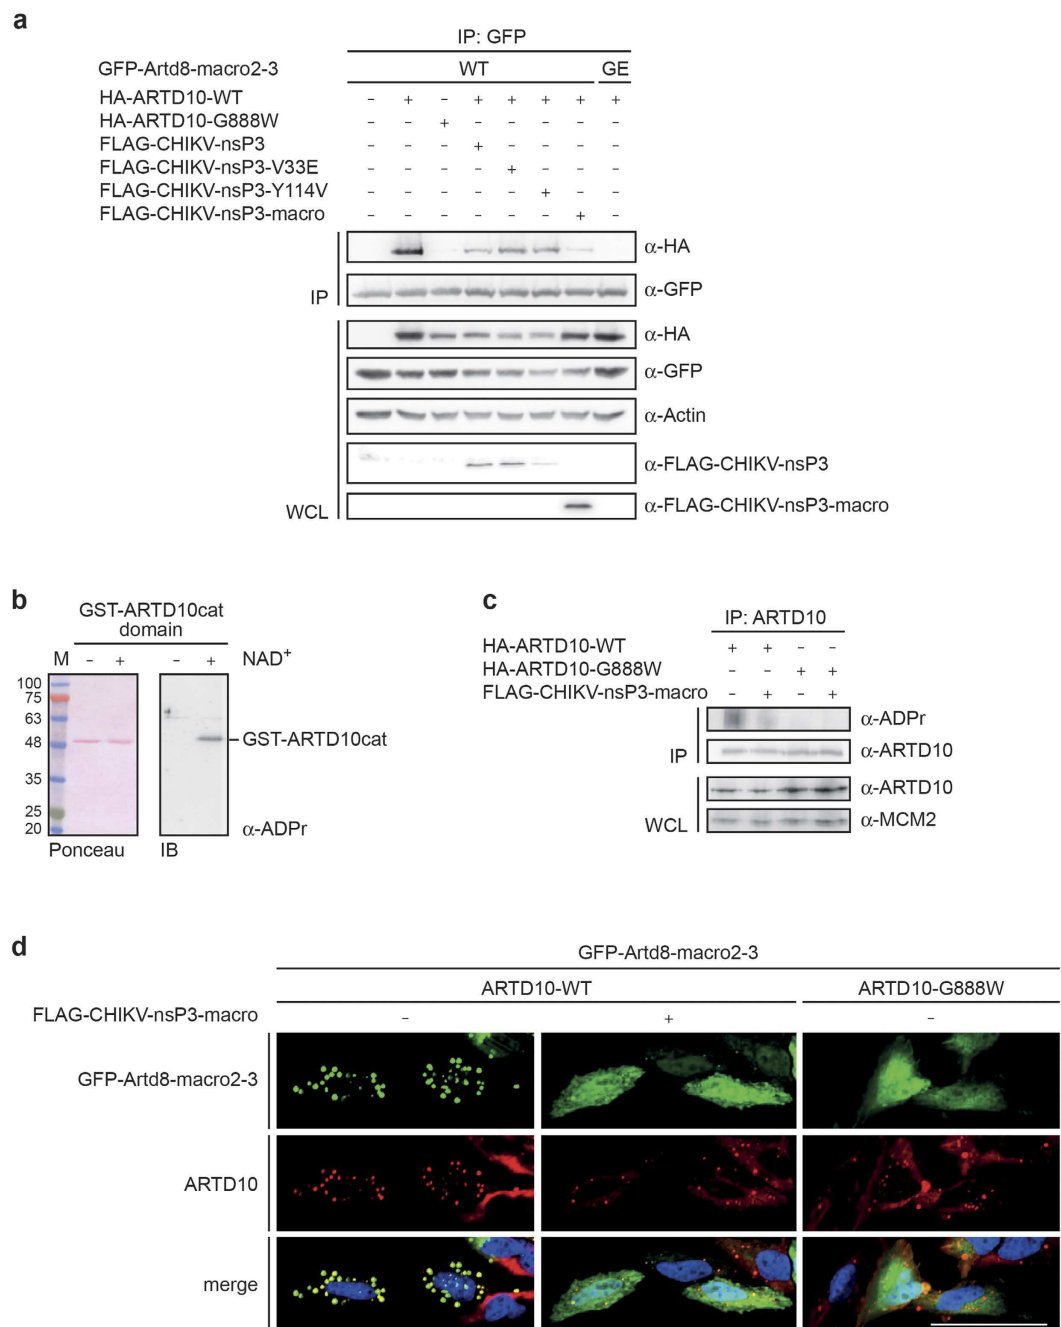 a
IP: GFP
GFP-Artd8-macro2-3 WT GE
HA-ARTD10-WT – + – + + + + +
HA-ARTD10-G888W – – + – – – – –
FLAG-CHIKV-nsP3 – – – + – – – –
FLAG-CHIKV-nsP3-V33E – – – – + – – –
FLAG-CHIKV-nsP3-Y114V – – – – – + – –
FLAG-CHIKV-nsP3-macro – – – – – – + –
α-HA
IP α-GFP
α-HA
α-GFP
α-Actin
α-FLAG-CHIKV-nsP3
WCL α-FLAG-CHIKV-nsP3-macro
b
GST-ARTD10cat
domain
M – + – + NAD+
100
75
63
48 GST-ARTD10cat
35
25
20 α-ADPr
Ponceau IB
c
IP: ARTD10
HA-ARTD10-WT + + – –
HA-ARTD10-G888W – – + +
FLAG-CHIKV-nsP3-macro – + – +
α-ADPr
IP α-ARTD10
α-ARTD10
WCL α-MCM2
d
GFP-Artd8-macro2-3
ARTD10-WT ARTD10-G888W
FLAG-CHIKV-nsP3-macro – + –
GFP-Artd8-macro2-3
ARTD10
merge